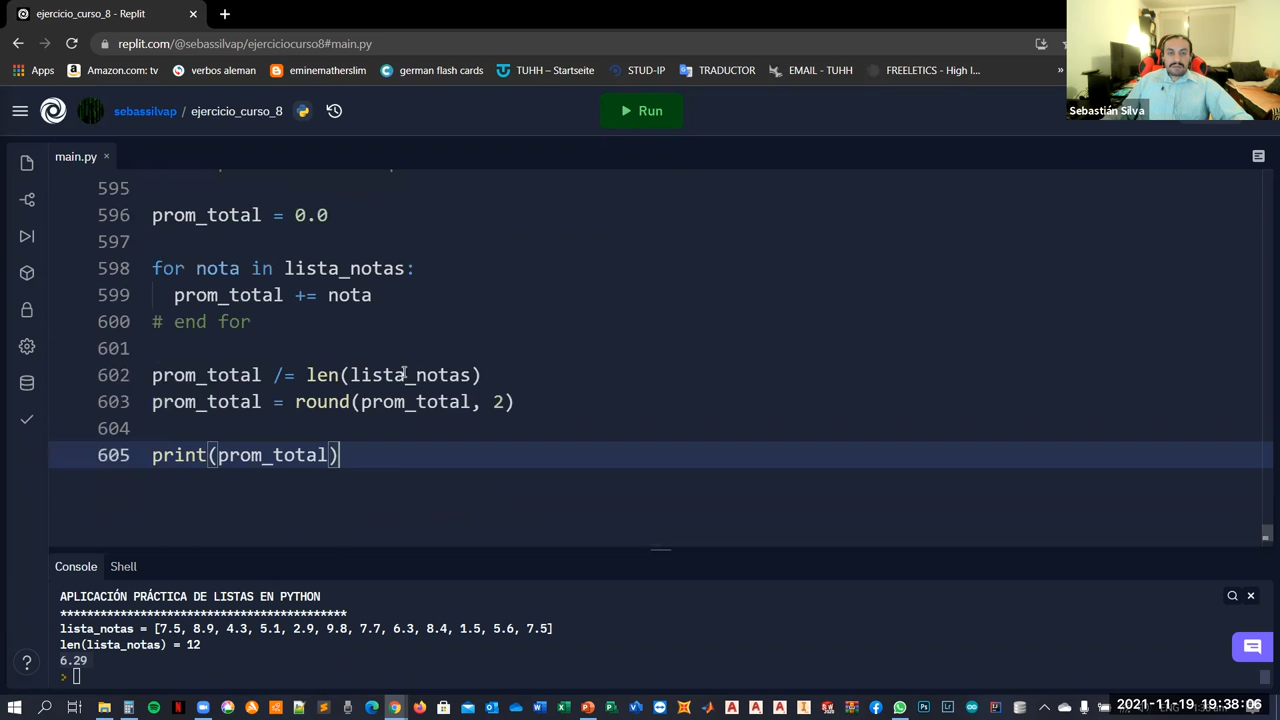 ejercicio_curso_8 - Replit
replit.com/@sebassilvap/ejerciciocurso8#main.py
Apps
Amazon.com: tv
verbos aleman
eminematherslim
german flash
TUHH – Startseite
STUD-IP
TRADUCTOR
EMAIL - TUHH
FREELETICS - High I...
»
Sebastián Silva
sebassilvap / ejercicio_curso_8
Run
main.py
595
596 prom_total = 0.0
597
598 for nota in lista_notas:
599 prom_total += nota
600 # end for
601
602 prom_total /= len(lista_notas)
603 prom_total = round(prom_total, 2)
604
605 print(prom_total)
Console
Shell
APLICACIÓN PRÁCTICA DE LISTAS EN PYTHON
*******************************************
lista_notas = [7.5, 8.9, 4.3, 5.1, 2.9, 9.8, 7.7, 6.3, 8.4, 1.5, 5.6, 7.5]
len(lista_notas) = 12
6.29
>
2021-11-19 19:38:06